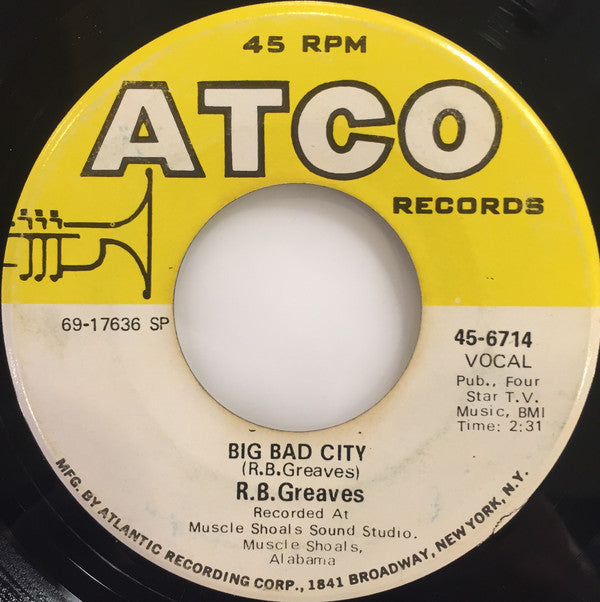 45 RPM
ATCO
RECORDS
69-17636 SP
45-6714
VOCAL
Pub., Four
Star T.V.
Music, BMI
Time: 2:31
BIG BAD CITY
(R.B.Greaves)
R.B.Greaves
Recorded At
Muscle Shoals Sound Studio.
Muscle Shoals,
Alabama
MFG. BY ATLANTIC RECORDING CORP., 1841 BROADWAY, NEW YORK, N.Y.